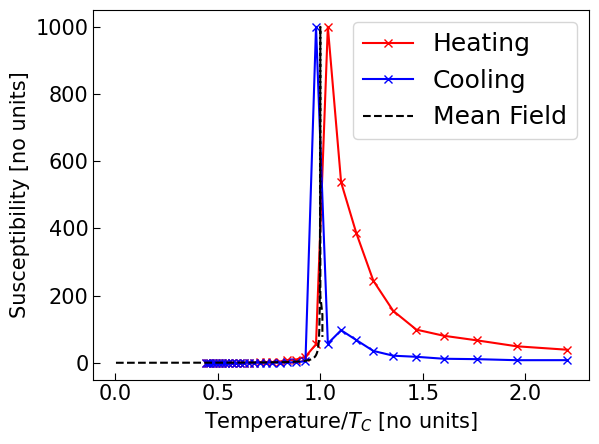 1000
800
600
400
200
0
Susceptibility [no units]
Heating
Cooling
Mean Field
0.0 0.5 1.0 1.5 2.0
Temperature/$T_C$ [no units]